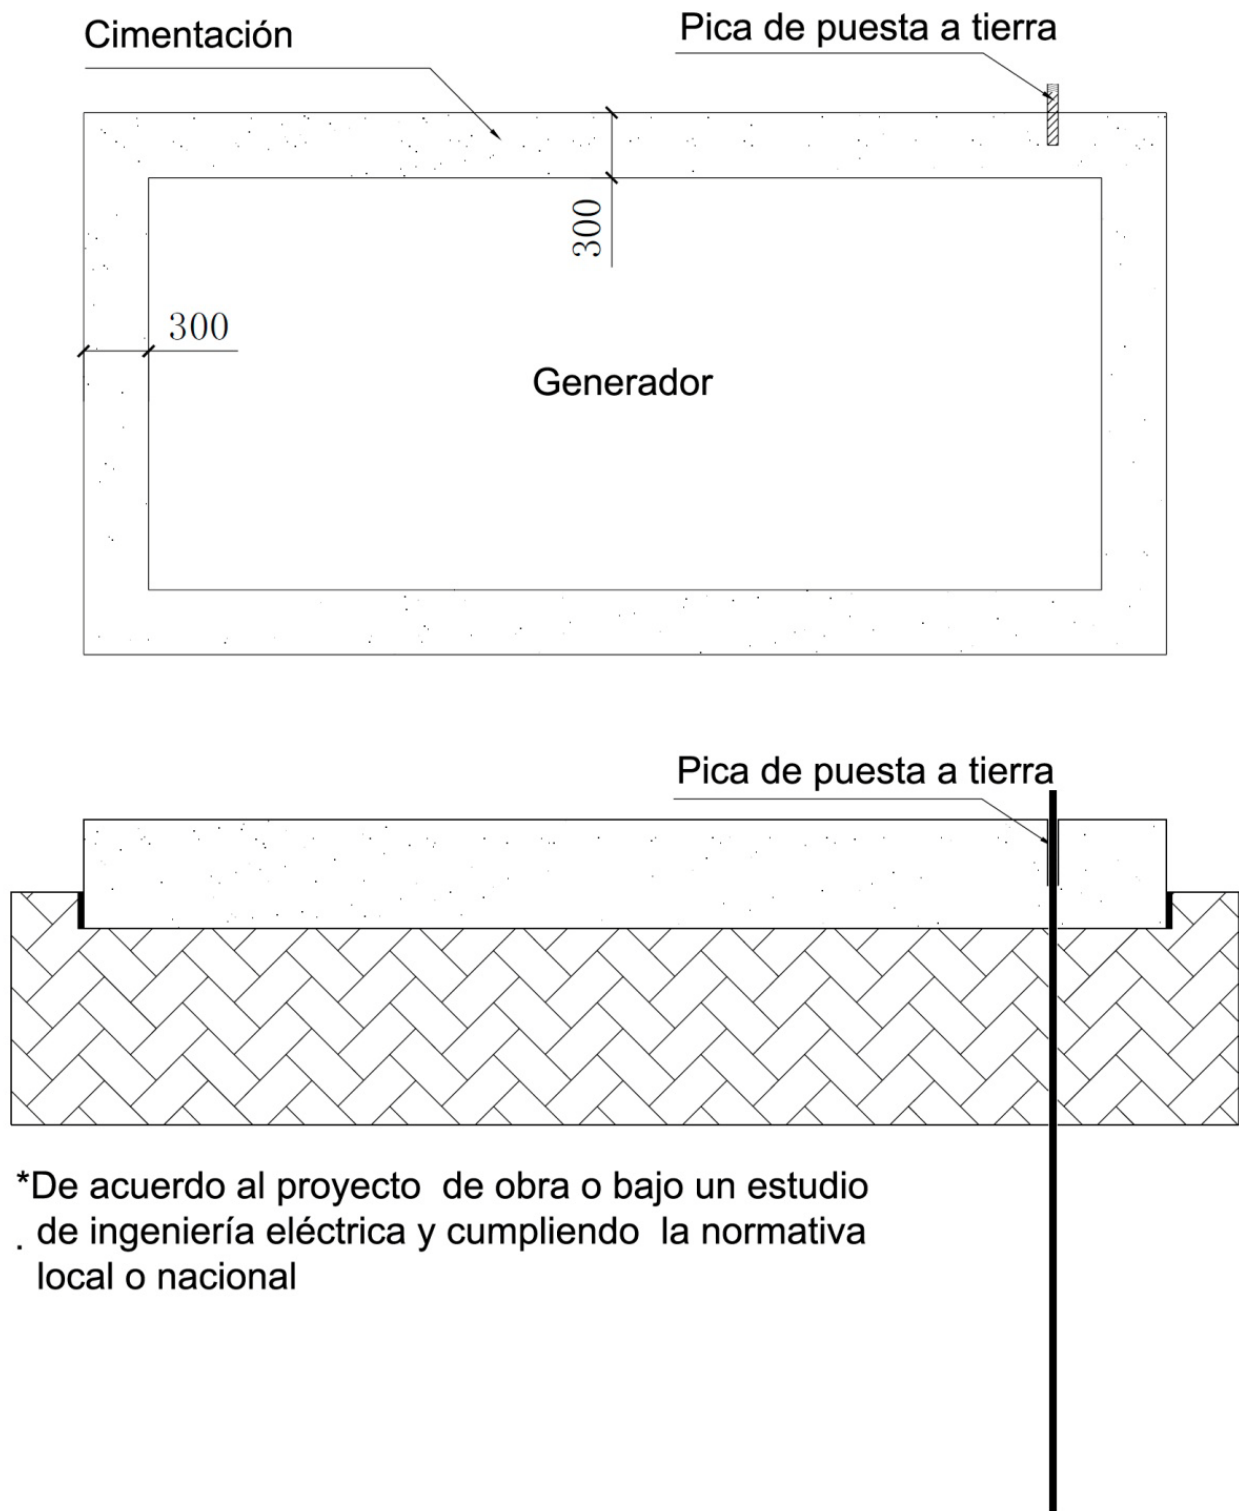 Cimentación
Pica de puesta a tierra
300
300
Generador
Pica de puesta a tierra
*De acuerdo al proyecto de obra o bajo un estudio
. de ingeniería eléctrica y cumpliendo la normativa
local o nacional